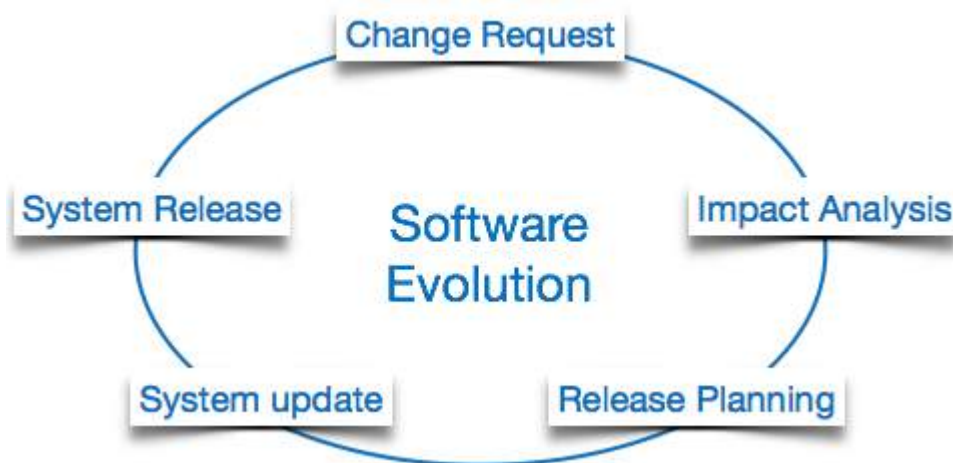 Change Request
System Release
Software
Evolution
Impact Analysis
System update
Release Planning